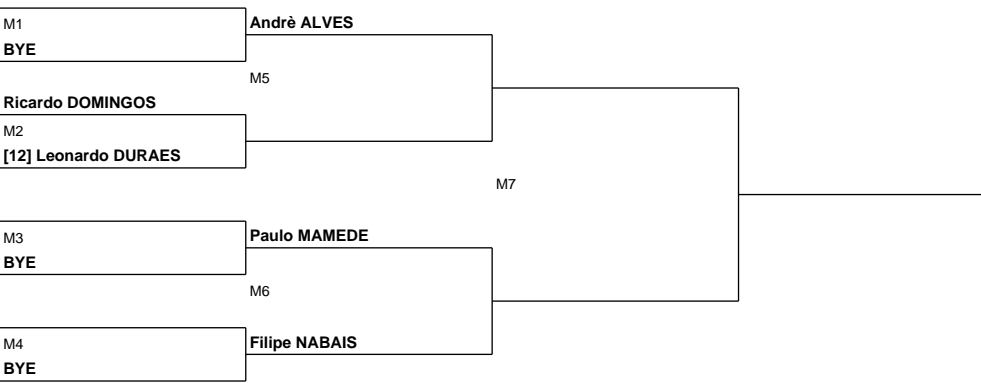 M1
Andrè ALVES
BYE
M5
Ricardo DOMINGOS
M2
[12] Leonardo DURAES
M7
M3
Paulo MAMEDE
BYE
M6
M4
Filipe NABAIS
BYE